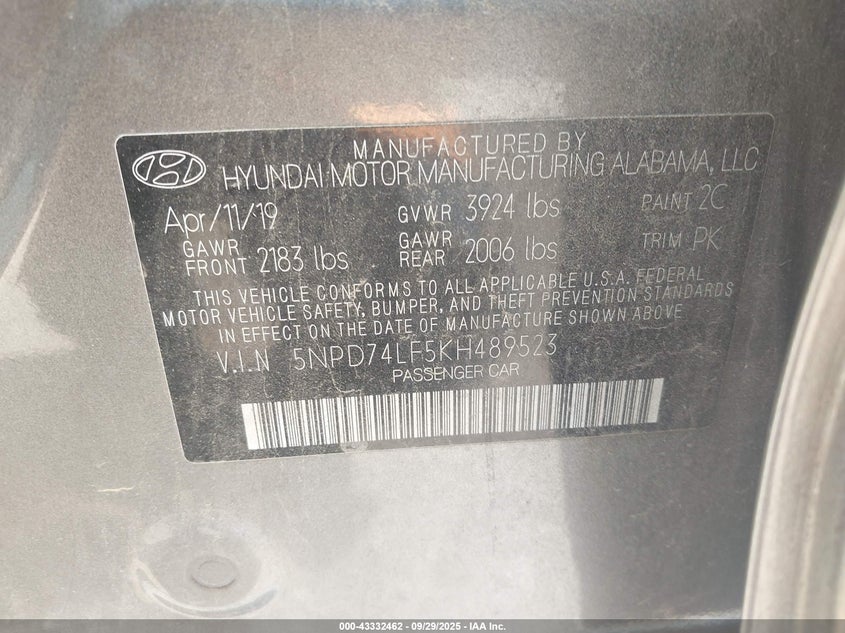 MANUFACTURED BY
HYUNDAI MOTOR MANUFACTURING ALABAMA, LLC
Apr/11/19 GVWR 3924 lbs PAINT 2C
GAWR FRONT 2183 lbs GAWR REAR 2006 lbs TRIM PK
THIS VEHICLE CONFORMS TO ALL APPLICABLE U.S.A. FEDERAL
MOTOR VEHICLE SAFETY, BUMPER, AND THEFT PREVENTION STANDARDS
IN EFFECT ON THE DATE OF MANUFACTURE SHOWN ABOVE.
V.I.N 5NPD74LF5KH489523
PASSENGER CAR
000-43332462 - 09/29/2025 - IAA Inc.